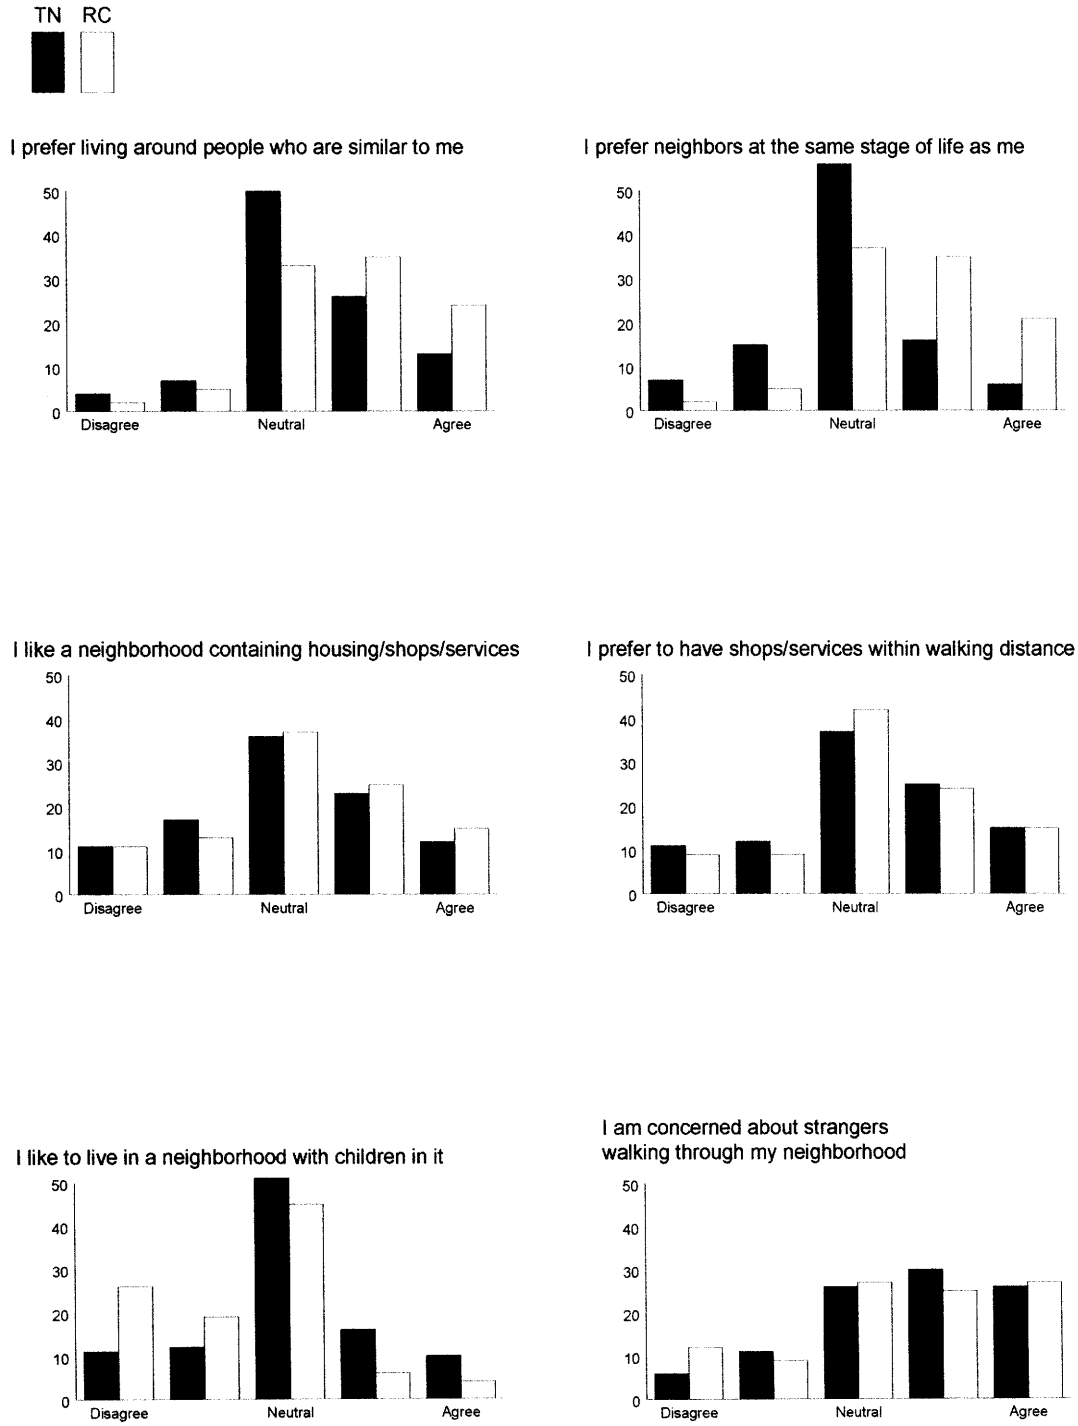 TN RC
I prefer living around people who are similar to me
50
40
30
20
10
0
Disagree Neutral Agree
I prefer neighbors at the same stage of life as me
50
40
30
20
10
0
Disagree Neutral Agree
I like a neighborhood containing housing/shops/services
50
40
30
20
10
0
Disagree Neutral Agree
I prefer to have shops/services within walking distance
50
40
30
20
10
0
Disagree Neutral Agree
I like to live in a neighborhood with children in it
50
40
30
20
10
0
Disagree Neutral Agree
I am concerned about strangers
walking through my neighborhood
50
40
30
20
10
0
Disagree Neutral Agree